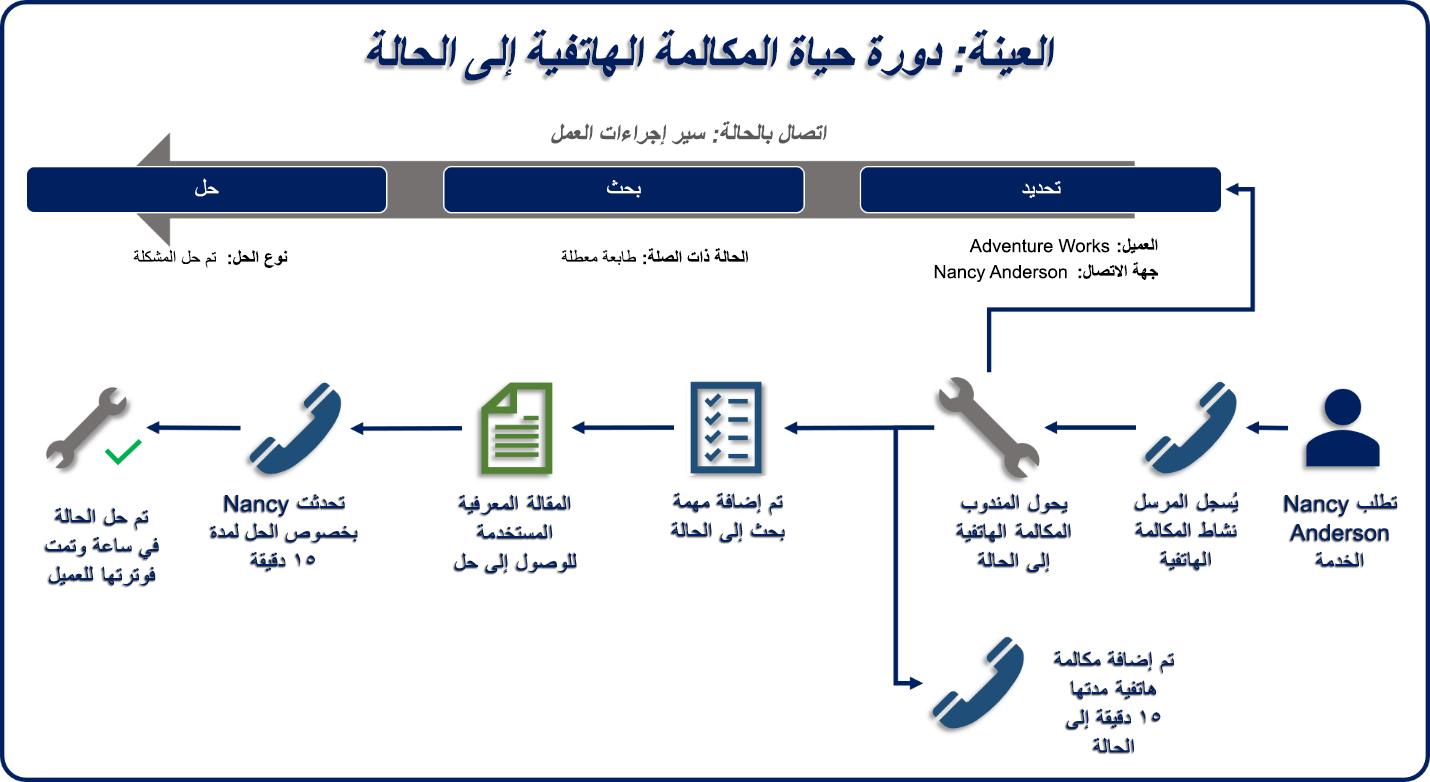 العينة: دورة حياة المكالمة الهاتفية إلى الحالة
اتصال بالحالة: سير إجراءات العمل
تحديد
بحث
حل
العميل: Adventure Works
جهة الاتصال: Nancy Anderson
الحالة ذات الصلة: طابعة معطلة
نوع الحل: تم حل المشكلة
تطلب Nancy
Anderson
الخدمة
يُسجل المرسل
نشاط المكالمة
الهاتفية
يحول المندوب
المكالمة الهاتفية
إلى الحالة
تم إضافة مهمة
بحث إلى الحالة
المقالة المعرفية
المستخدمة
للوصول إلى حل
تحدثت Nancy
بخصوص الحل لمدة
١٥ دقيقة
تم حل الحالة
في ساعة وتمت
فوترتها للعميل
تم إضافة مكالمة
هاتفية مدتها
١٥ دقيقة إلى
الحالة